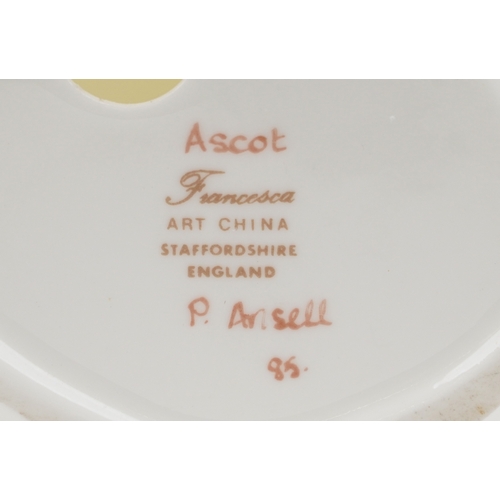 Ascot
Francesca
ART CHINA
STAFFORDSHIRE
ENGLAND
P. Ansell
85.